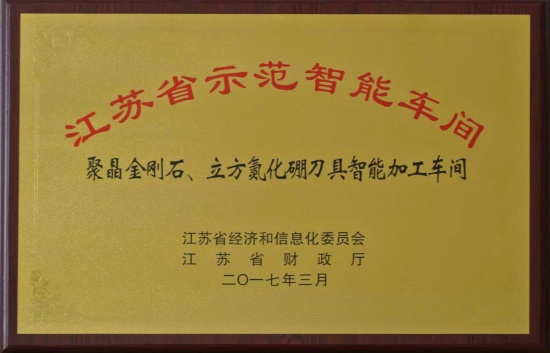 江苏省示范智能车间
聚晶金刚石、立方氮化硼刀具智能加工车间
江苏省经济和信息化委员会
江苏省财政厅
二〇一七年三月